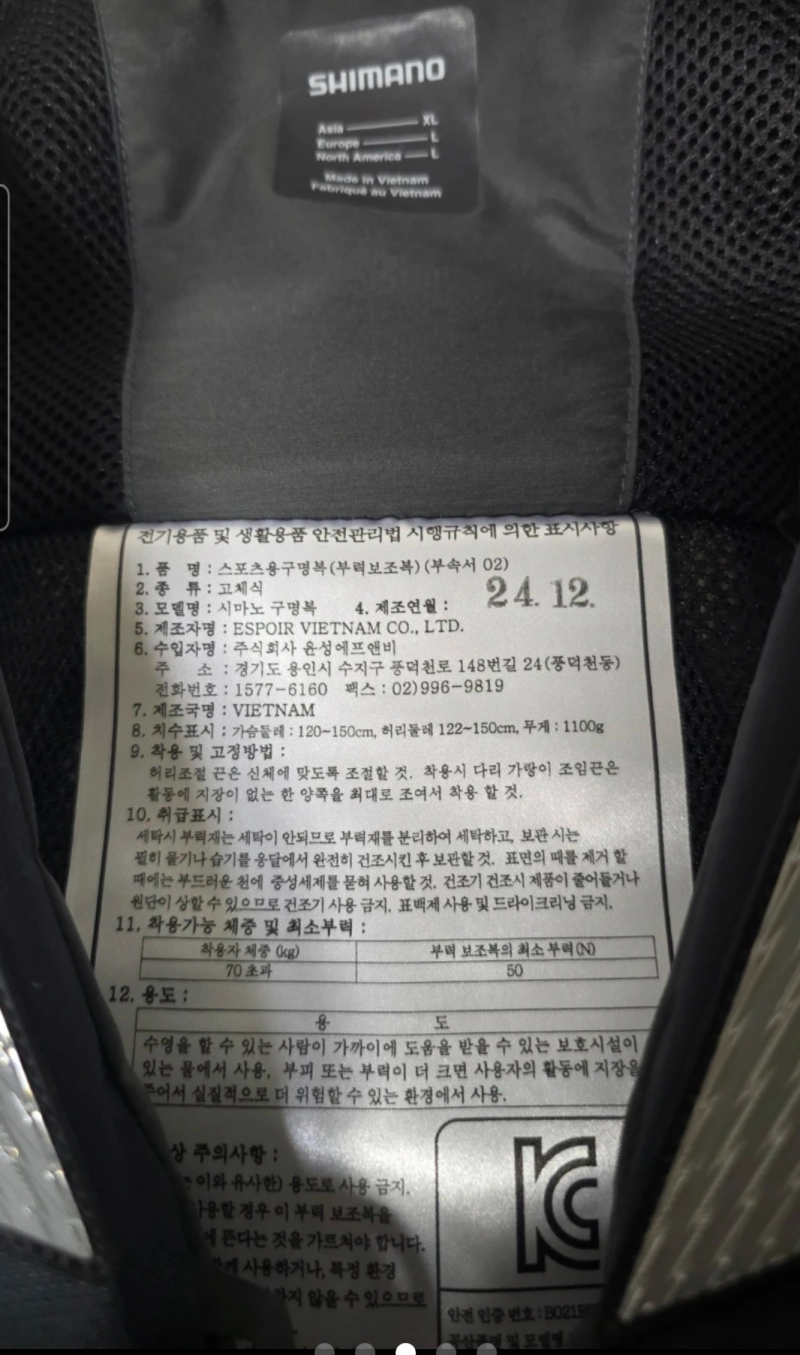 SHIMANO
Asia XL
Europe L
North America L
Made in Vietnam
Fabriqué au Vietnam
전기용품 및 생활용품 안전관리법 시행규칙에 의한 표시사항
1. 품 명 : 스포츠용구명복(부력보조복)(부속서 02)
2. 종 류 : 고체식
3. 모델명 : 시마노 구명복 4. 제조연월 : 24. 12.
5. 제조자명 : ESPOIR VIETNAM CO., LTD.
6. 수입자명 : 주식회사 윤성에프앤비
주 소 : 경기도 용인시 수지구 풍덕천로 148번길 24(풍덕천동)
전화번호 : 1577-6160 팩스 : 02)996-9819
7. 제조국명 : VIETNAM
8. 치수표시 : 가슴둘레 : 120~150cm, 허리둘레 122~150cm, 무게 : 1100g
9. 착용 및 고정방법 :
허리조절 끈은 신체에 맞도록 조절할 것. 착용시 다리 가랑이 조임끈은
활동에 지장이 없는 한 양쪽을 최대로 조여서 착용 할 것.
10. 취급표시 :
세탁시 부력재는 세탁이 안되므로 부력재를 분리하여 세탁하고, 보관 시는
필히 물기나 습기를 응달에서 완전히 건조시킨 후 보관할 것. 표면의 때를 제거 할
때에는 부드러운 천에 중성세제를 묻혀 사용할 것. 건조기 건조시 제품이 줄어들거나
원단이 상할 수 있으므로 건조기 사용 금지. 표백제 사용 및 드라이크리닝 금지.
11. 착용가능 체중 및 최소부력 :
착용자 체중 (kg) 부력 보조복의 최소 부력(N)
70 초과 50
12. 용도 :
용 도
수영을 할 수 있는 사람이 가까이에 도움을 받을 수 있는 보호시설이
있는 물에서 사용. 부피 또는 부력이 더 크면 사용자의 활동에 지장을
주어서 실질적으로 더 위험할 수 있는 환경에서 사용.
상 주의사항 :
이와 유사한) 용도로 사용 금지.
사용할 경우 이 부력 보조복을
게 뜬다는 것을 가르쳐야 합니다.
함께 사용하거나, 특정 환경
하지 않을 수 있으므로
KC
안전 인증 번호 : B021
공산품명 및 모델명